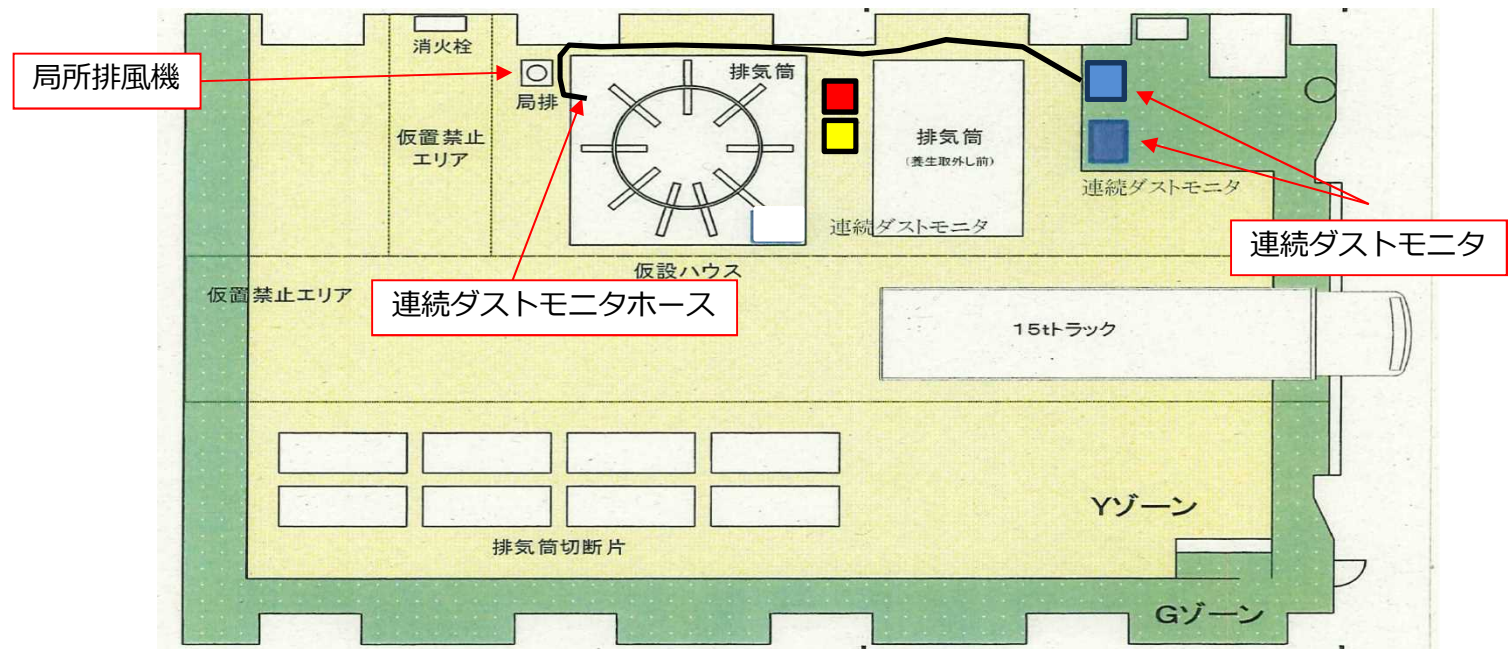 消火栓
局所排風機
局排
排気筒
仮置禁止
エリア
排気筒
(養生取外し前)
連続ダストモニタ
連続ダストモニタ
連続ダストモニタ
仮設ハウス
仮置禁止エリア
連続ダストモニタホース
15tトラック
Yゾーン
排気筒切断片
Gゾーン